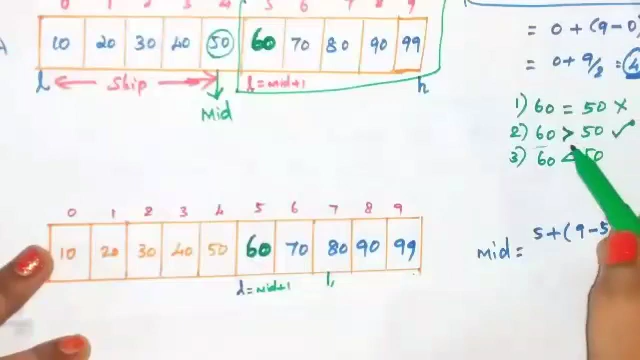 0 1 2 3 4 5 6 7 8 9
A 10 20 30 40 50 60 70 80 90 99
l Skip l=mid+1 h
Mid
= 0 + (9-0)
= 0 + 9/2 = 4
1) 60 = 50 ×
2) 60 > 50 ✓
3) 60 < 50
0 1 2 3 4 5 6 7 8 9
10 20 30 40 50 60 70 80 90 99
l=mid+1
mid = 5+(9-5